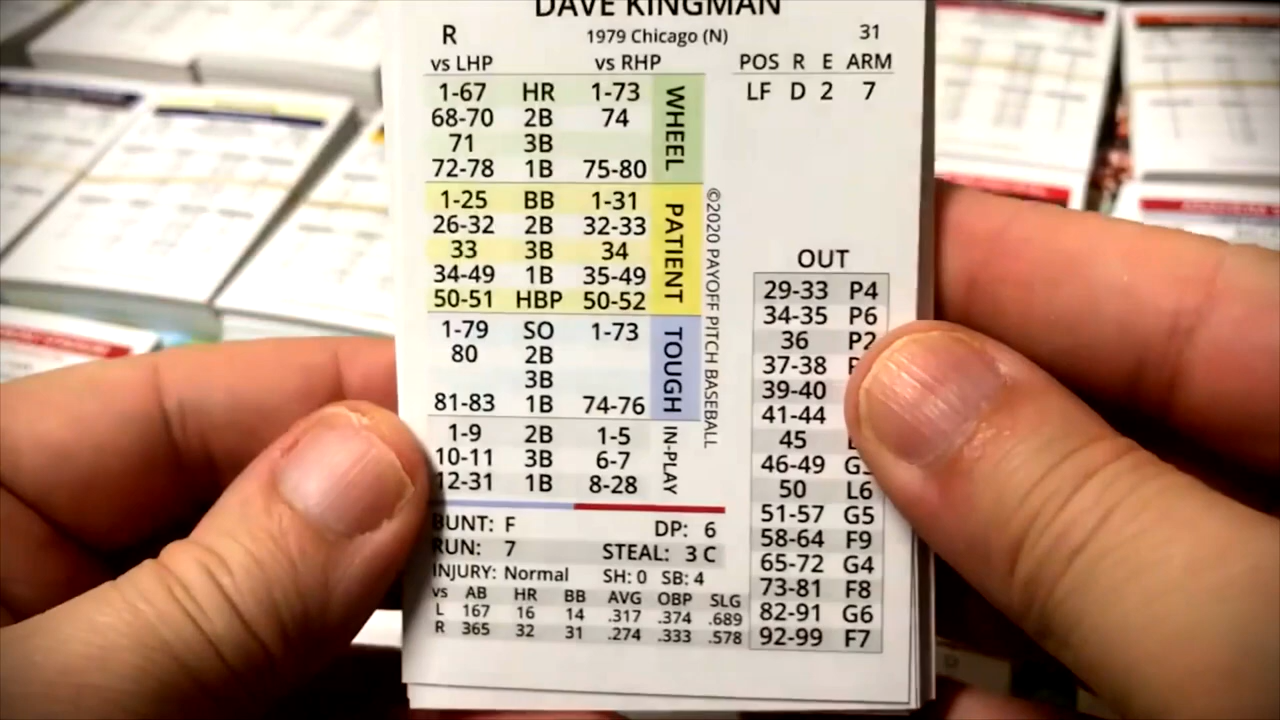 DAVE KINGMAN
R 1979 Chicago (N) 31
vs LHP vs RHP
1-67 HR 1-73
68-70 2B 74
71 3B
72-78 1B 75-80
WHEEL
1-25 BB 1-31
26-32 2B 32-33
33 3B 34
34-49 1B 35-49
50-51 HBP 50-52
PATIENT
1-79 SO 1-73
80 2B
3B
81-83 1B 74-76
TOUGH
1-9 2B 1-5
10-11 3B 6-7
12-31 1B 8-28
IN-PLAY
©2020 PAYOFF PITCH BASEBALL
BUNT: F DP: 6
RUN: 7 STEAL: 3 C
INJURY: Normal SH: 0 SB: 4
vs AB HR BB AVG OBP SLG
L 167 16 14 .317 .374 .689
R 365 32 31 .274 .333 .578
POS R E ARM
LF D 2 7
OUT
29-33 P4
34-35 P6
36 P2
37-38
39-40
41-44
45
46-49
50 L6
51-57 G5
58-64 F9
65-72 G4
73-81 F8
82-91 G6
92-99 F7